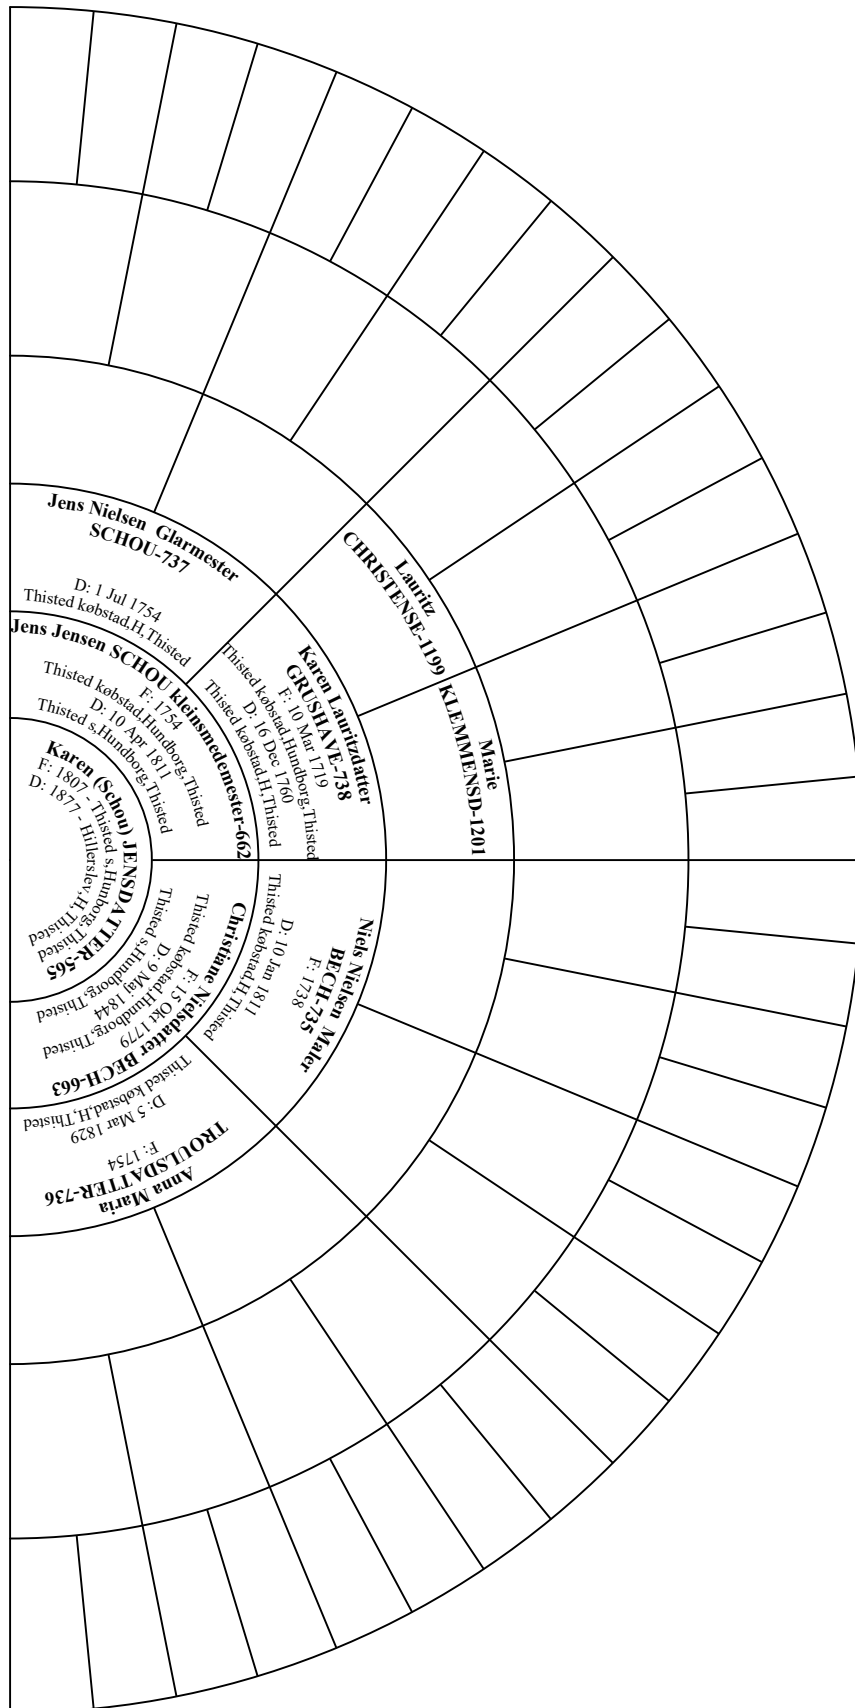 Jens Nielsen  Glarmester
SCHOU-737
D: 1 Jul 1754
Thisted købstad,H,Thisted
Jens Jensen SCHOU kleinsmedemester-662
F: 1754
Thisted købstad,Hundborg,Thisted
D: 10 Apr 1811
Thisted s,Hundborg,Thisted
Karen (Schou) JENSDATTER-565
F: 1807 - Thisted s,Hunborg,Thisted
D: 1877 - Hillerslev,H,Thisted
Lauritz
CHRISTENSE-1199
Karen Lauritzdatter
GRUSHAVE-738
F: 10 Mar 1719
Thisted købstad,Hundborg,Thisted
D: 16 Dec 1760
Thisted købstad,H,Thisted
Marie
KLEMMENSD-1201
Niels Nielsen  Maler
BECH-735
F: 1738
D: 10 Jan 1811
Thisted købstad,H,Thisted
Christiane Nielsdatter BECH-663
F: 15 Okt 1779
Thisted købstad,Hundborg,Thisted
D: 9 Maj 1844
Thisted s,Hundborg,Thisted
Anna Maria
TROULSDATTER-736
F: 1754
D: 5 Mar 1829
Thisted købstad,H,Thisted